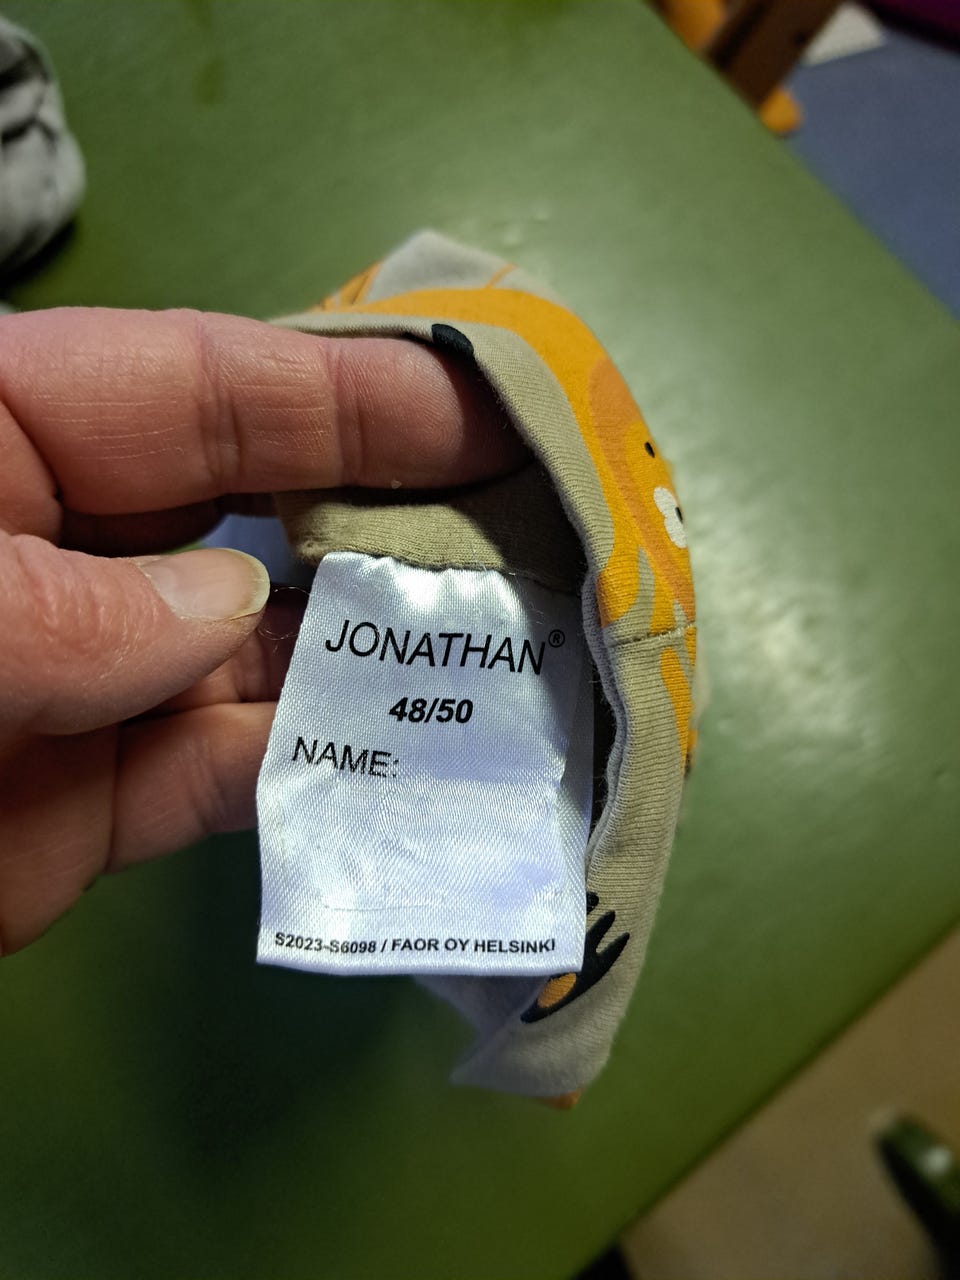 JONATHAN®
48/50
NAME:
S2023-S6098 / FAOR OY HELSINKI